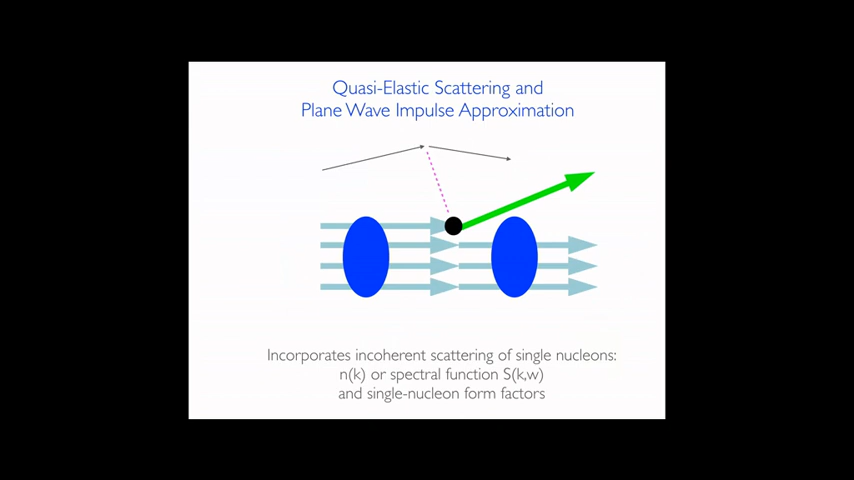 Quasi-Elastic Scattering and
Plane Wave Impulse Approximation
Incorporates incoherent scattering of single nucleons:
n(k) or spectral function S(k,w)
and single-nucleon form factors